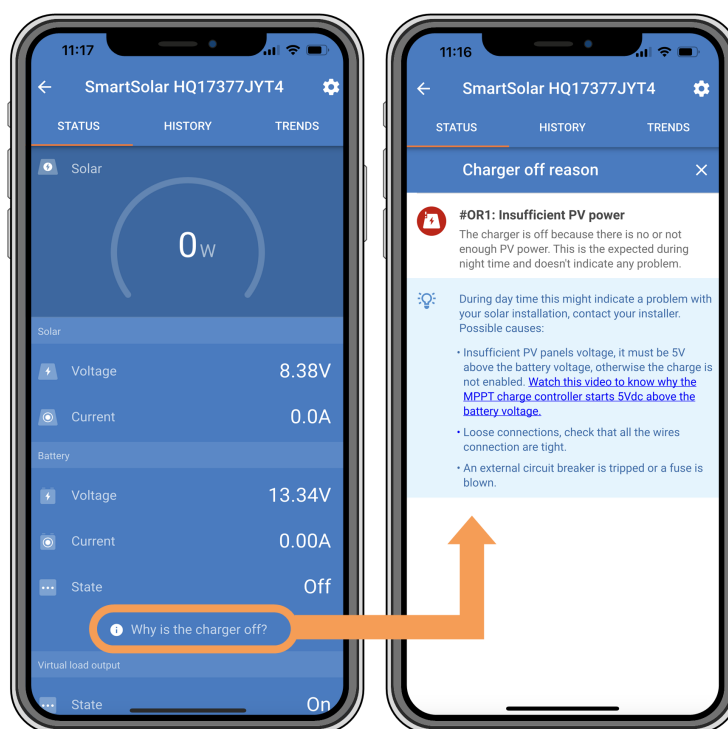 11:17
SmartSolar HQ17377JYT4
STATUS HISTORY TRENDS
Solar
0W
Solar
Voltage 8.38V
Current 0.0A
Battery
Voltage 13.34V
Current 0.00A
State Off
Why is the charger off?
Virtual load output
State On
11:16
SmartSolar HQ17377JYT4
STATUS HISTORY TRENDS
Charger off reason
#OR1: Insufficient PV power
The charger is off because there is no or not
enough PV power. This is the expected during
night time and doesn't indicate any problem.
During day time this might indicate a problem with
your solar installation, contact your installer.
Possible causes:
• Insufficient PV panels voltage, it must be 5V
above the battery voltage, otherwise the charge is
not enabled. Watch this video to know why the
MPPT charge controller starts 5Vdc above the
battery voltage.
• Loose connections, check that all the wires
connection are tight.
• An external circuit breaker is tripped or a fuse is
blown.